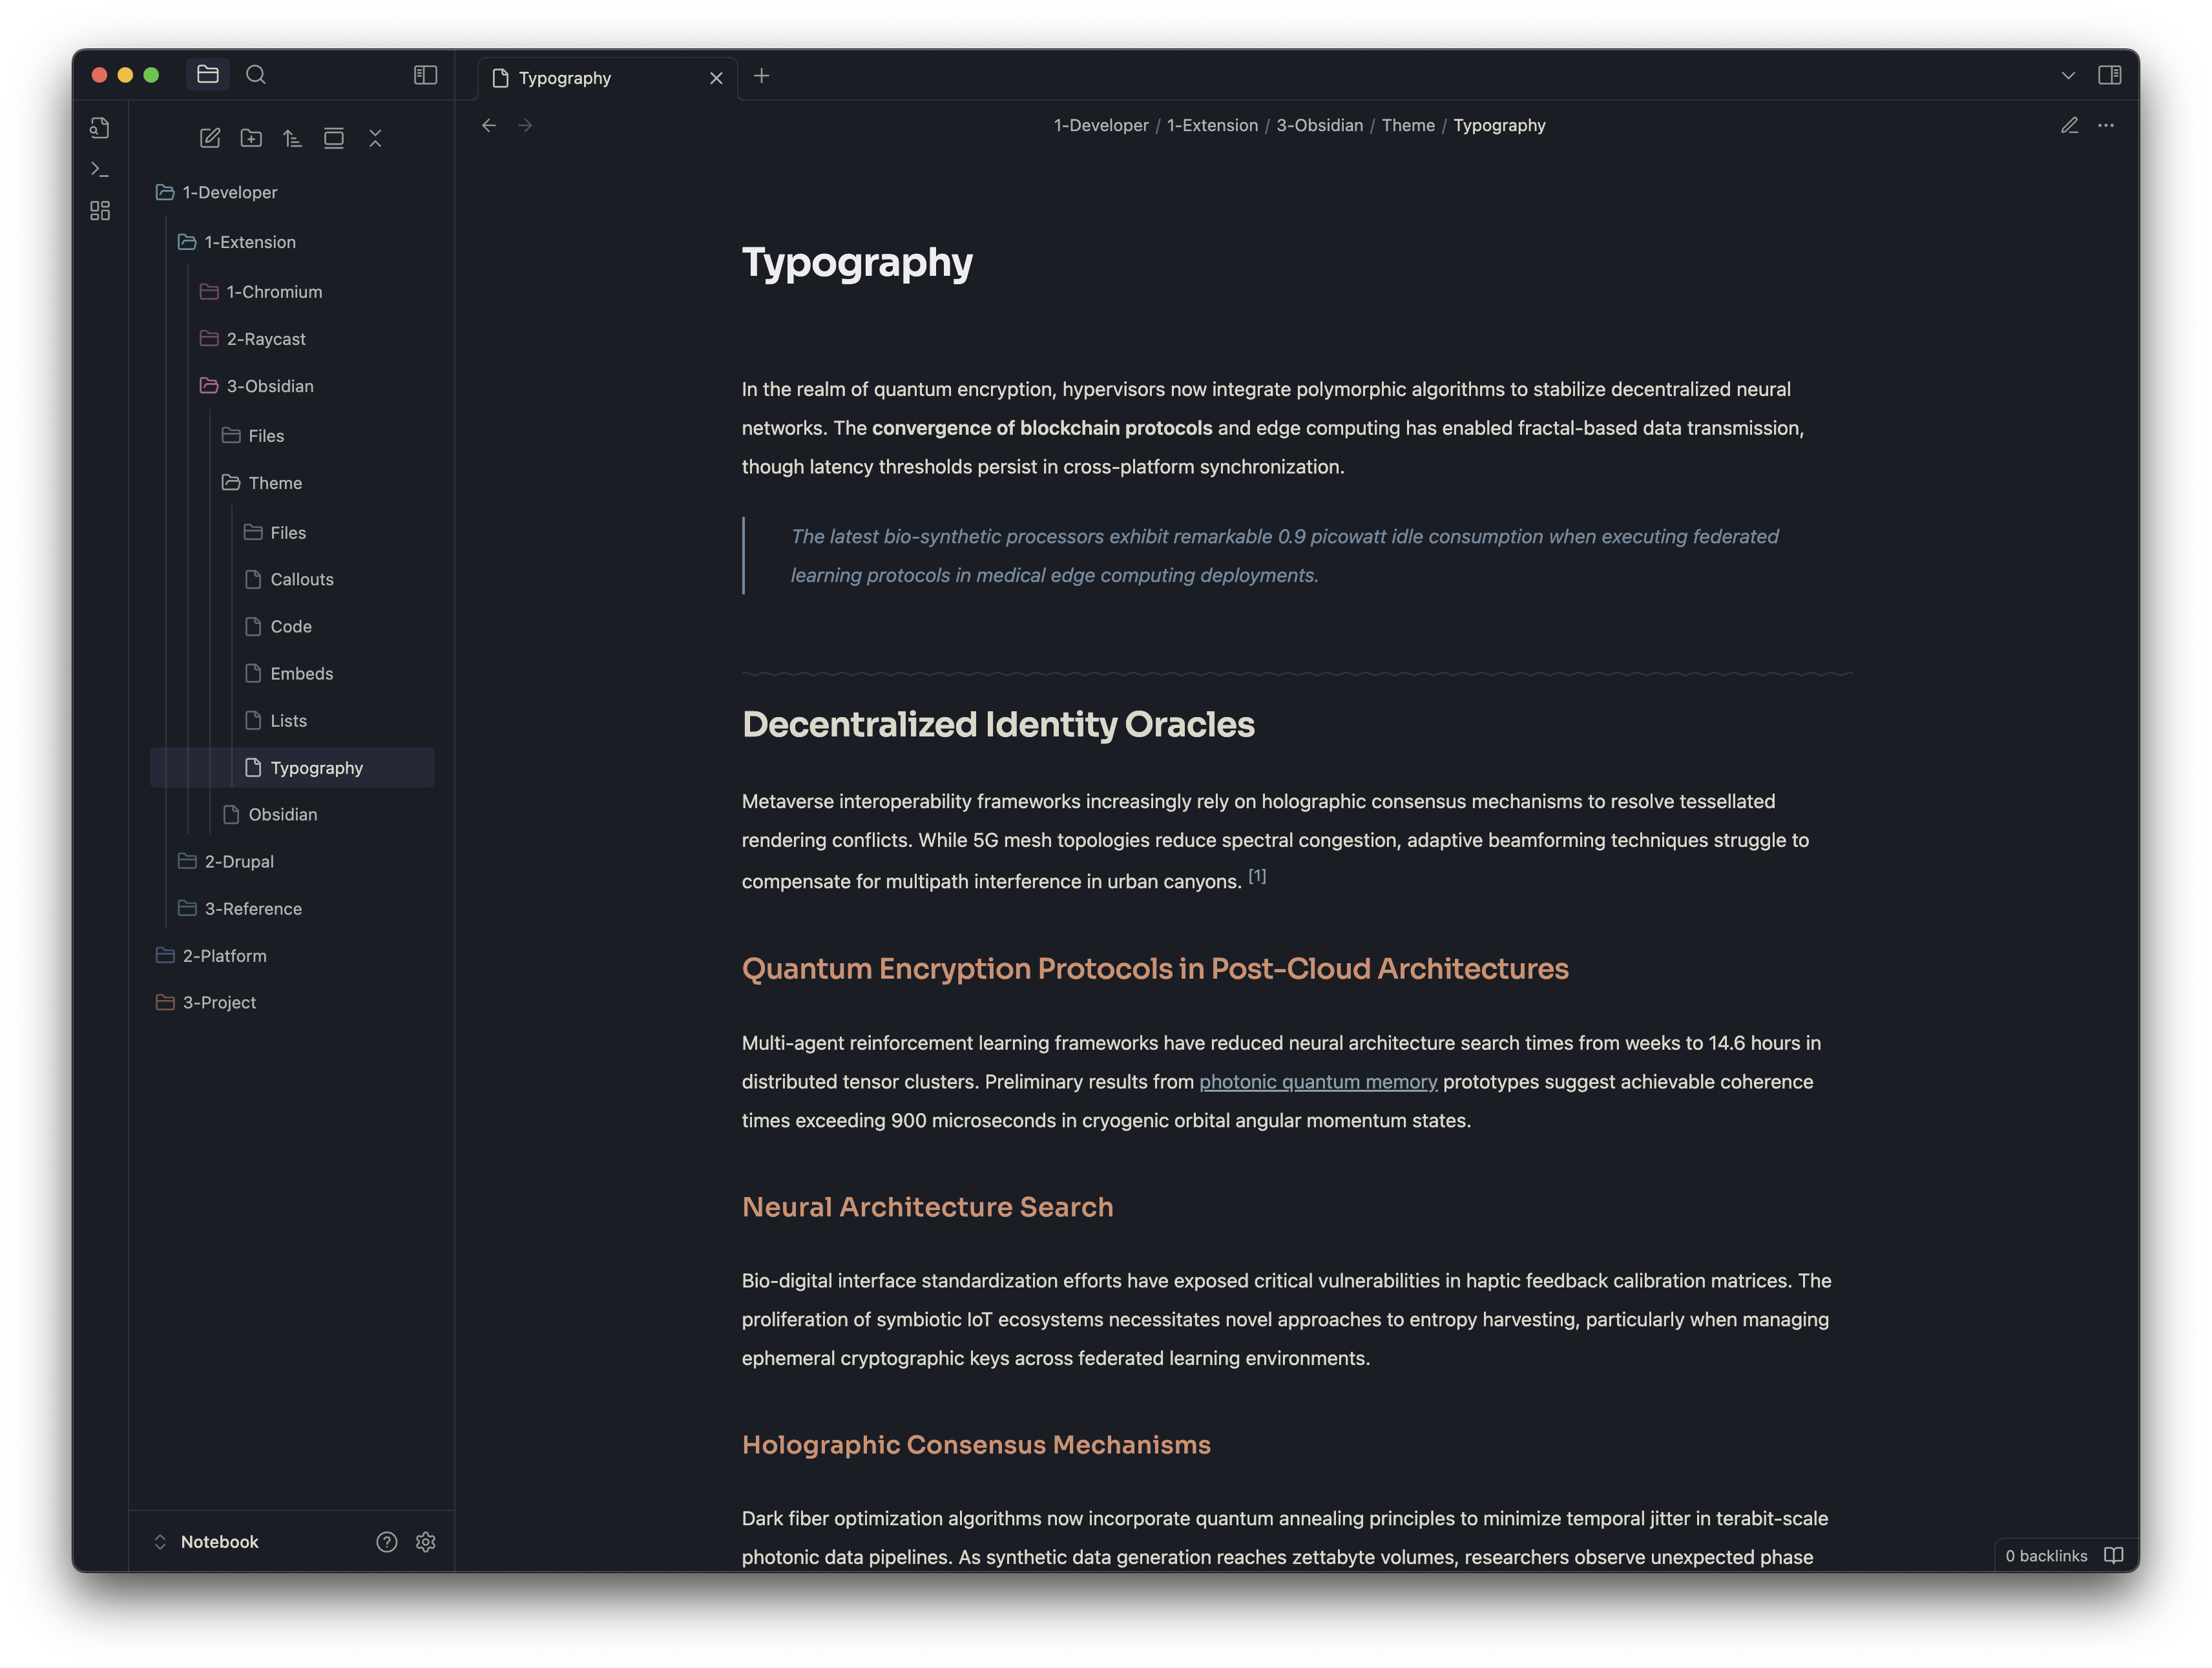 Typography
1-Developer / 1-Extension / 3-Obsidian / Theme / Typography
1-Developer
1-Extension
1-Chromium
2-Raycast
3-Obsidian
Files
Theme
Files
Callouts
Code
Embeds
Lists
Typography
Obsidian
2-Drupal
3-Reference
2-Platform
3-Project
Notebook
Typography
In the realm of quantum encryption, hypervisors now integrate polymorphic algorithms to stabilize decentralized neural
networks. The convergence of blockchain protocols and edge computing has enabled fractal-based data transmission,
though latency thresholds persist in cross-platform synchronization.
The latest bio-synthetic processors exhibit remarkable 0.9 picowatt idle consumption when executing federated
learning protocols in medical edge computing deployments.
Decentralized Identity Oracles
Metaverse interoperability frameworks increasingly rely on holographic consensus mechanisms to resolve tessellated
rendering conflicts. While 5G mesh topologies reduce spectral congestion, adaptive beamforming techniques struggle to
compensate for multipath interference in urban canyons. [1]
Quantum Encryption Protocols in Post-Cloud Architectures
Multi-agent reinforcement learning frameworks have reduced neural architecture search times from weeks to 14.6 hours in
distributed tensor clusters. Preliminary results from photonic quantum memory prototypes suggest achievable coherence
times exceeding 900 microseconds in cryogenic orbital angular momentum states.
Neural Architecture Search
Bio-digital interface standardization efforts have exposed critical vulnerabilities in haptic feedback calibration matrices. The
proliferation of symbiotic IoT ecosystems necessitates novel approaches to entropy harvesting, particularly when managing
ephemeral cryptographic keys across federated learning environments.
Holographic Consensus Mechanisms
Dark fiber optimization algorithms now incorporate quantum annealing principles to minimize temporal jitter in terabit-scale
photonic data pipelines. As synthetic data generation reaches zettabyte volumes, researchers observe unexpected phase
0 backlinks